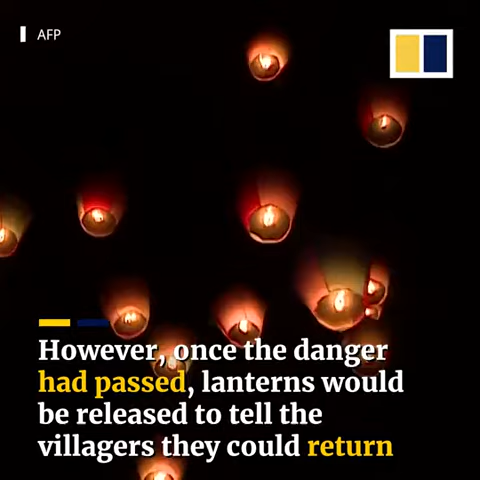 AFP
However, once the danger
had passed, lanterns would
be released to tell the
villagers they could return